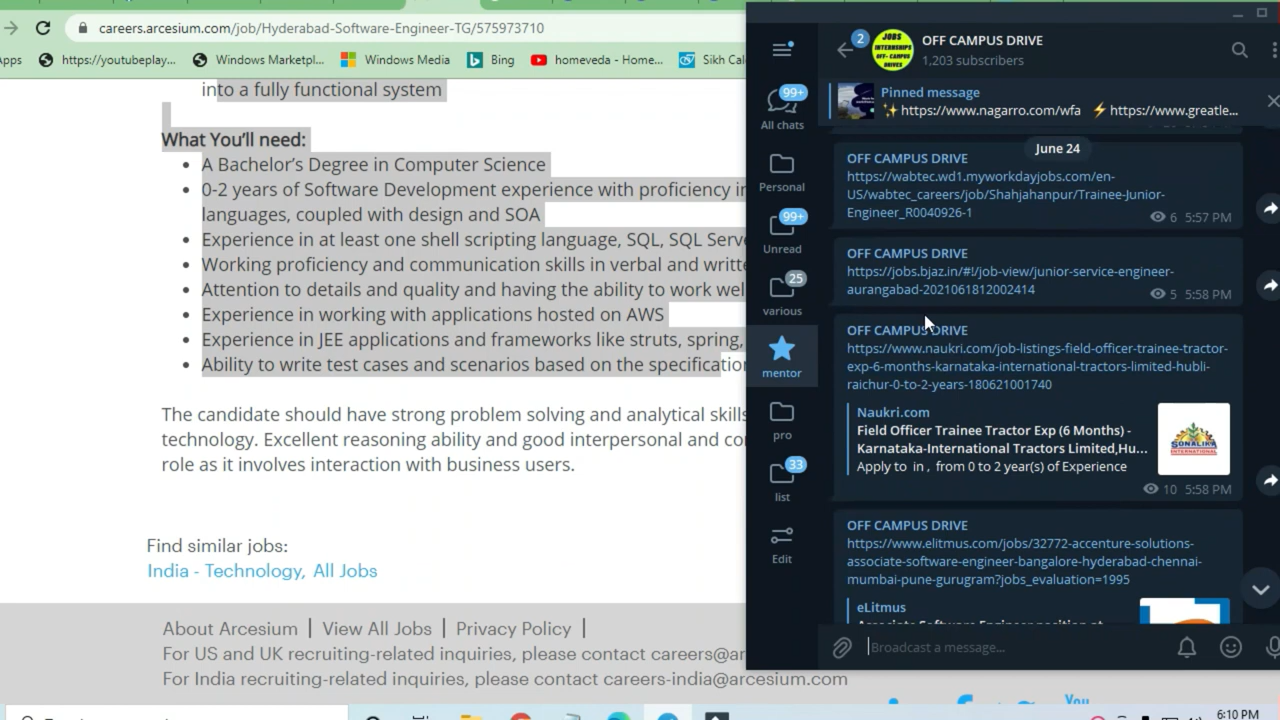 careers.arcesium.com/job/Hyderabad-Software-Engineer-TG/575973710
Apps
https://youtubeplay...
Windows Marketpl...
Windows Media
Bing
homeveda - Home...
Sikh Cal
into a fully functional system
What You'll need:
A Bachelor's Degree in Computer Science
0-2 years of Software Development experience with proficiency in
languages, coupled with design and SOA
Experience in at least one shell scripting language, SQL, SQL Serve
Working proficiency and communication skills in verbal and writte
Attention to details and quality and having the ability to work wel
Experience in working with applications hosted on AWS
Experience in JEE applications and frameworks like struts, spring,
Ability to write test cases and scenarios based on the specification
The candidate should have strong problem solving and analytical skills
technology. Excellent reasoning ability and good interpersonal and co
role as it involves interaction with business users.
Find similar jobs:
India - Technology, All Jobs
About Arcesium | View All Jobs | Privacy Policy |
For US and UK recruiting-related inquiries, please contact careers@ar
For India recruiting-related inquiries, please contact careers-india@arcesium.com
99+
All chats
Personal
99+
Unread
25
various
mentor
pro
33
list
Edit
2
JOBS
INTERNSHIPS
OFF-CAMPUS
DRIVES
OFF CAMPUS DRIVE
1,203 subscribers
Pinned message
✨https://www.nagarro.com/wfa ⚡https://www.greatle...
June 24
OFF CAMPUS DRIVE
https://wabtec.wd1.myworkdayjobs.com/en-
US/wabtec_careers/job/Shahjahanpur/Trainee-Junior-
Engineer_R0040926-1
6 5:57 PM
OFF CAMPUS DRIVE
https://jobs.bjaz.in/#!/job-view/junior-service-engineer-
aurangabad-2021061812002414
5 5:58 PM
OFF CAMPUS DRIVE
https://www.naukri.com/job-listings-field-officer-trainee-tractor-
exp-6-months-karnataka-international-tractors-limited-hubli-
raichur-0-to-2-years-180621001740
Naukri.com
Field Officer Trainee Tractor Exp (6 Months) -
Karnataka-International Tractors Limited,Hu...
Apply to in , from 0 to 2 year(s) of Experience
SONALIKA
INTERNATIONAL
10 5:58 PM
OFF CAMPUS DRIVE
https://www.elitmus.com/jobs/32772-accenture-solutions-
associate-software-engineer-bangalore-hyderabad-chennai-
mumbai-pune-gurugram?jobs_evaluation=1995
eLitmus
Associate Software Engineer position at
Broadcast a message...
You
6:10 PM